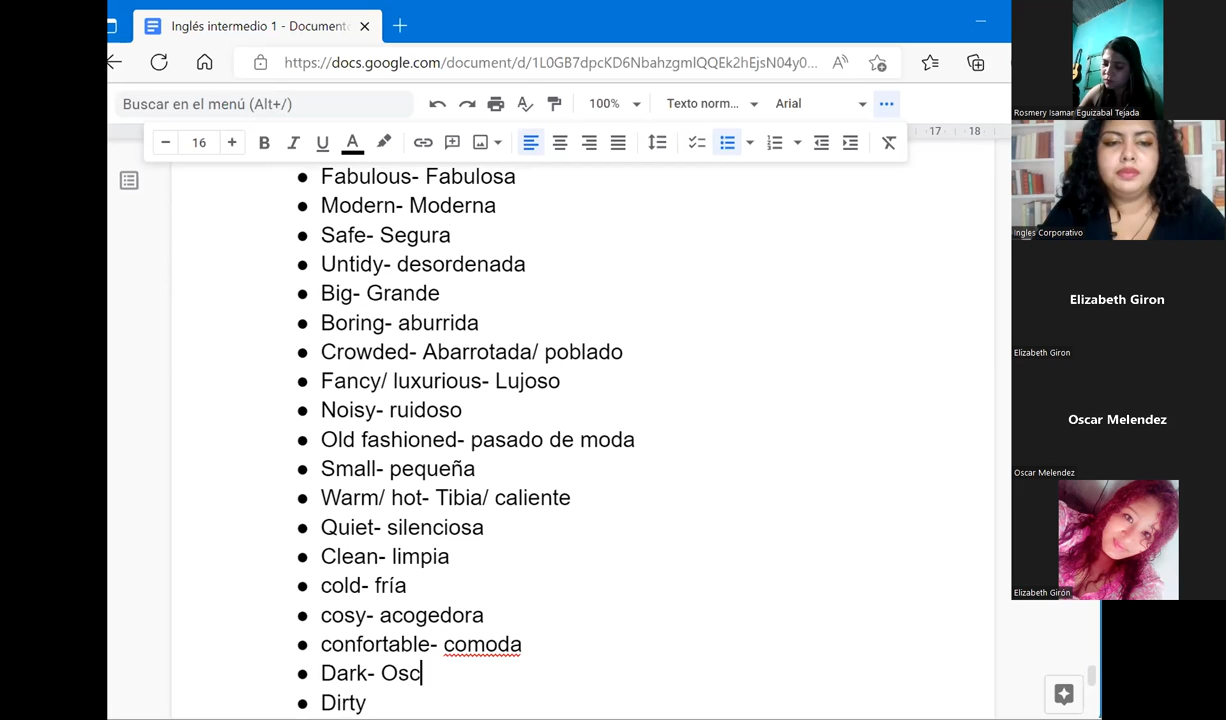 Inglés intermedio 1 - Document
https://docs.google.com/document/d/1L0GB7dpcKD6NbahzgmlQQEk2hEjsN04y0...
Buscar en el menú (Alt+/)
100%
Texto norm...
Arial
16
B I U A
17 18
Fabulous- Fabulosa
Modern- Moderna
Safe- Segura
Untidy- desordenada
Big- Grande
Boring- aburrida
Crowded- Abarrotada/ poblado
Fancy/ luxurious- Lujoso
Noisy- ruidoso
Old fashioned- pasado de moda
Small- pequeña
Warm/ hot- Tibia/ caliente
Quiet- silenciosa
Clean- limpia
cold- fría
cosy- acogedora
confortable- comoda
Dark- Osc
Dirty
Rosmery Isamar Eguizabal Tejada
Ingles Corporativo
Elizabeth Giron
Elizabeth Giron
Oscar Melendez
Oscar Melendez
Elizabeth Girón